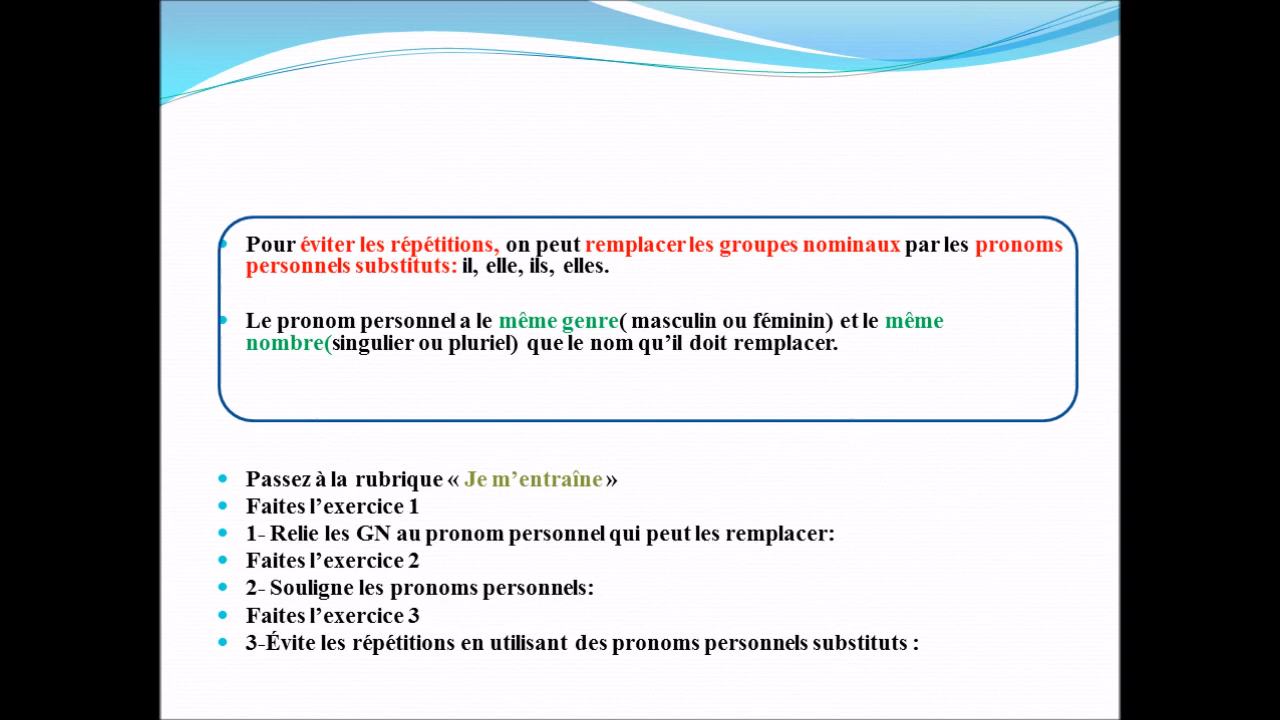 Pour éviter les répétitions, on peut remplacer les groupes nominaux par les pronoms
personnels substituts: il, elle, ils, elles.
Le pronom personnel a le même genre( masculin ou féminin) et le même
nombre(singulier ou pluriel) que le nom qu’il doit remplacer.
Passez à la rubrique « Je m’entraîne »
Faites l’exercice 1
1- Relie les GN au pronom personnel qui peut les remplacer:
Faites l’exercice 2
2- Souligne les pronoms personnels:
Faites l’exercice 3
3-Évite les répétitions en utilisant des pronoms personnels substituts :